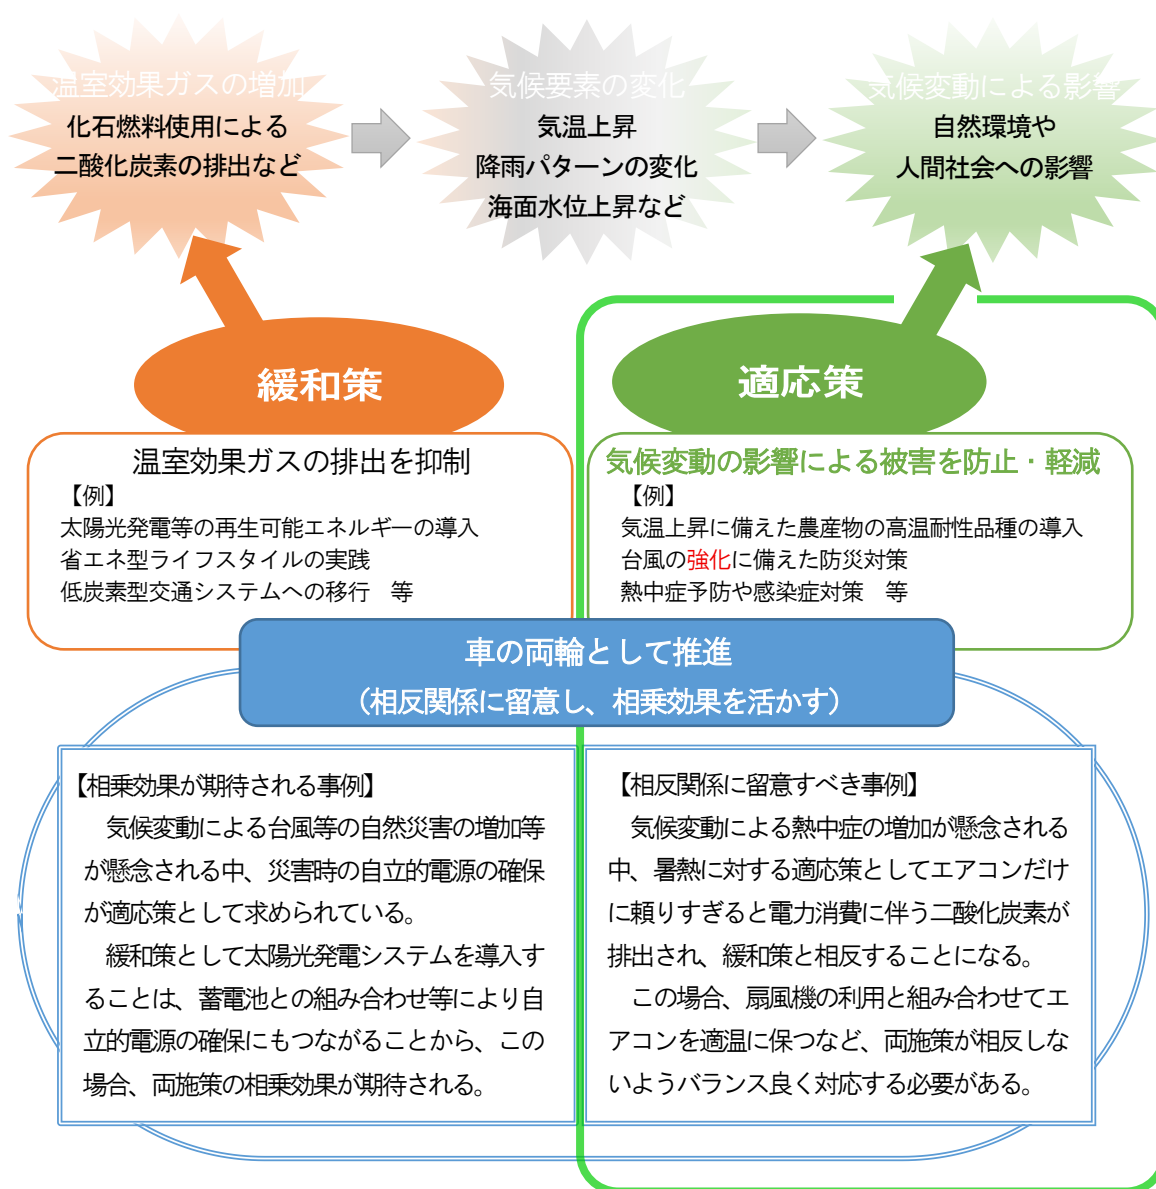 温室効果ガスの増加
化石燃料使用による
二酸化炭素の排出など
気候要素の変化
気温上昇
降雨パターンの変化
海面水位上昇など
気候変動による影響
自然環境や
人間社会への影響
緩和策
温室効果ガスの排出を抑制
【例】
太陽光発電等の再生可能エネルギーの導入
省エネ型ライフスタイルの実践
低炭素型交通システムへの移行　等
適応策
気候変動の影響による被害を防止・軽減
【例】
気温上昇に備えた農産物の高温耐性品種の導入
台風の強化に備えた防災対策
熱中症予防や感染症対策　等
車の両輪として推進
（相反関係に留意し、相乗効果を活かす）
【相乗効果が期待される事例】
　気候変動による台風等の自然災害の増加等
が懸念される中、災害時の自立的電源の確保
が適応策として求められている。
　緩和策として太陽光発電システムを導入す
ることは、蓄電池との組み合わせ等により自
立的電源の確保にもつながることから、この
場合、両施策の相乗効果が期待される。
【相反関係に留意すべき事例】
　気候変動による熱中症の増加が懸念される
中、暑熱に対する適応策としてエアコンだけ
に頼りすぎると電力消費に伴う二酸化炭素が
排出され、緩和策と相反することになる。
　この場合、扇風機の利用と組み合わせてエ
アコンを適温に保つなど、両施策が相反しな
いようバランス良く対応する必要がある。